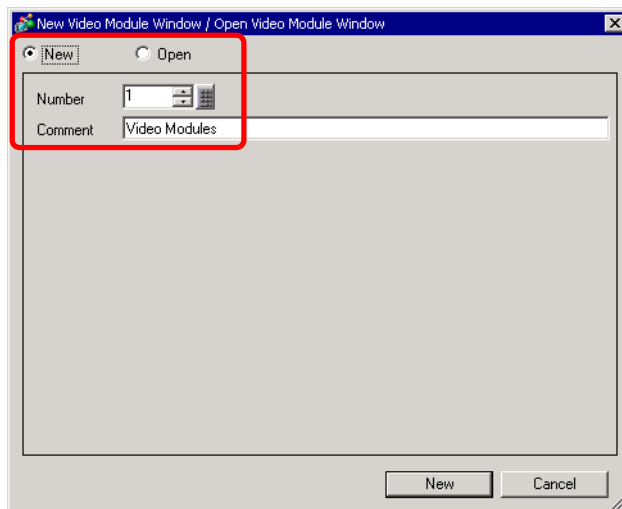 New Video Module Window / Open Video Module Window
New Open
Number 1
Comment Video Modules
New Cancel